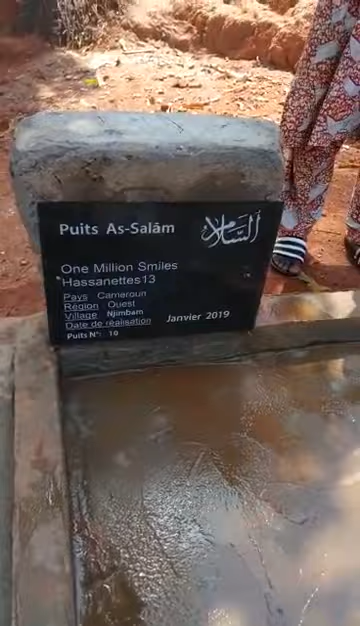 Puits As-Salām
السلام
One Million Smiles
Hassanettes13
Pays Cameroun
Région Ouest
Village Njimbam
Date de réalisation Janvier 2019
Puits N°: 10